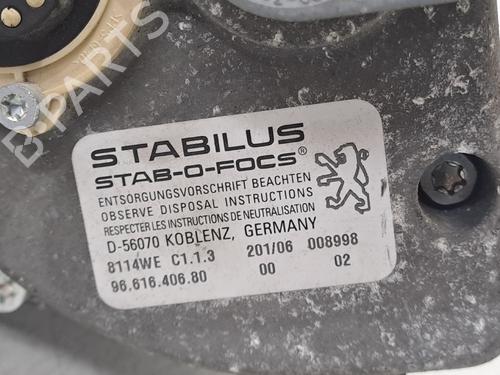 STABILUS
STAB-O-FOCS®
ENTSORGUNGSVORSCHRIFT BEACHTEN
OBSERVE DISPOSAL INSTRUCTIONS
RESPECTER LES INSTRUCTIONS DE NEUTRALISATION
D-56070 KOBLENZ, GERMANY
8114WE C1.1.3 201/06 008998
96.616.406.80 00 02
B PARTS